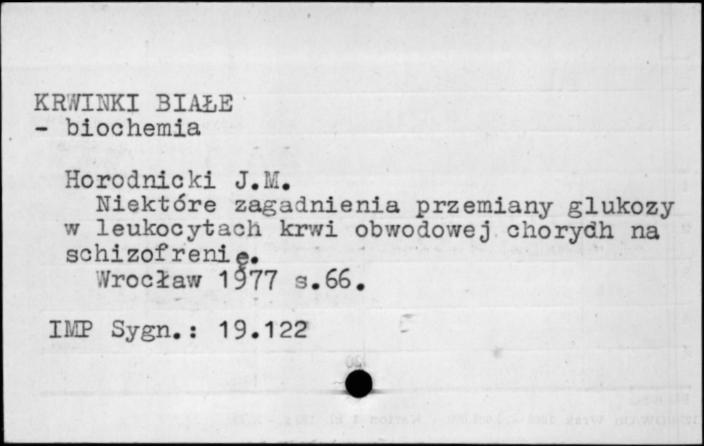 KRWINKI BIAŁE
- biochemia
Horodnicki J.M.
Niektóre zagadnienia przemiany glukozy
w leukocytach krwi obwodowej chorydh na
schizofrenię.
Wrocław 1977 s.66.
IMP Sygn.: 19.122